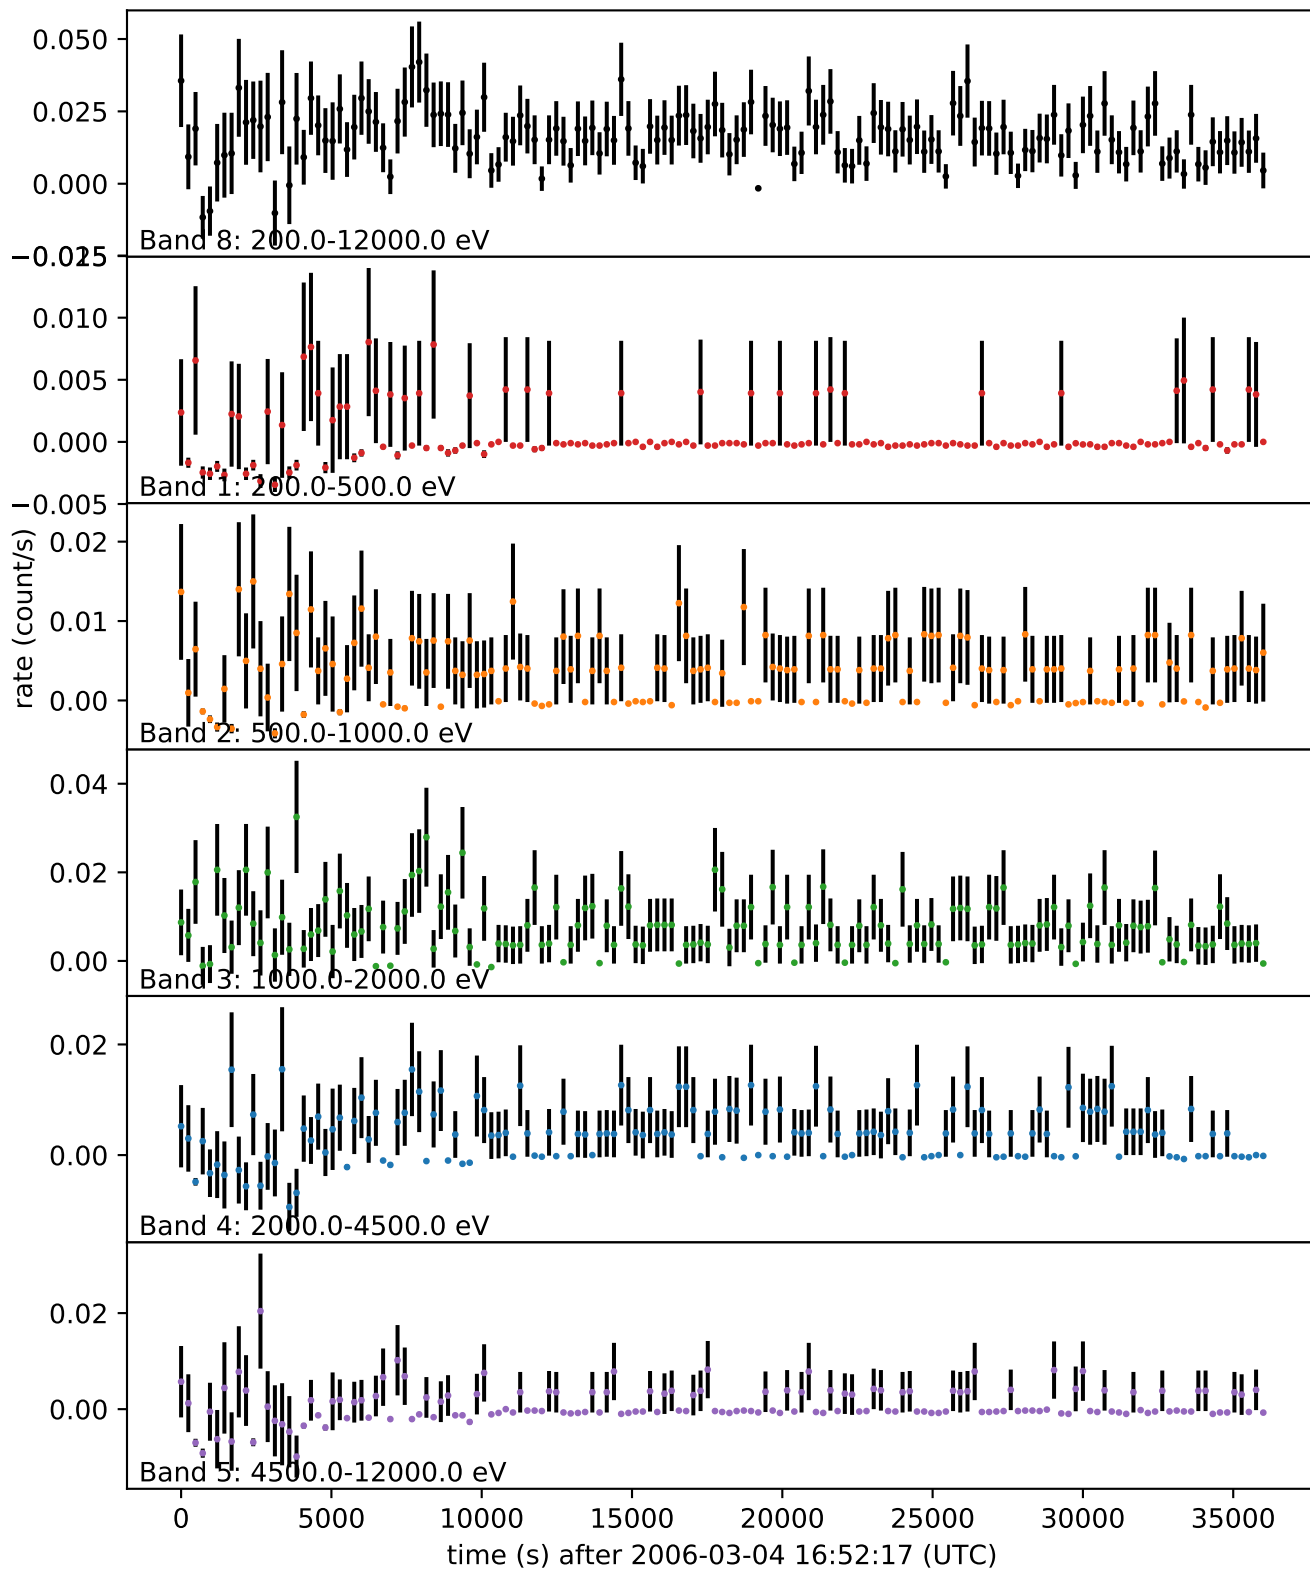 0.050
0.025
0.000
−0.025
Band 8: 200.0-12000.0 eV
0.015
0.010
0.005
0.000
−0.005
Band 1: 200.0-500.0 eV
rate (count/s)
0.02
0.01
0.00
Band 2: 500.0-1000.0 eV
0.04
0.02
0.00
Band 3: 1000.0-2000.0 eV
0.02
0.00
Band 4: 2000.0-4500.0 eV
0.02
0.00
Band 5: 4500.0-12000.0 eV
0 5000 10000 15000 20000 25000 30000 35000
time (s) after 2006-03-04 16:52:17 (UTC)